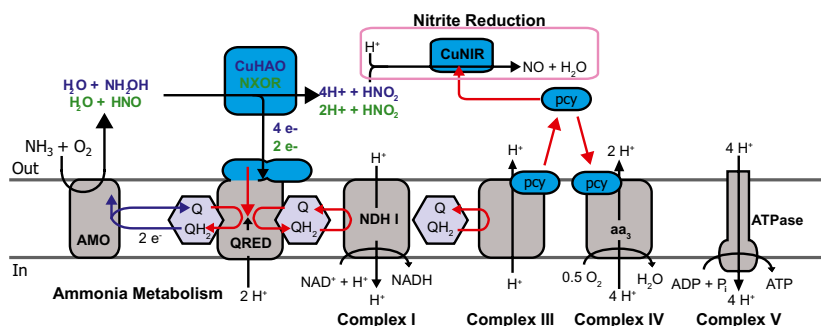 Nitrite Reduction
H⁺
CuNIR
NO + H₂O
CuHAO
NXOR
H₂O + NH₂OH
H₂O + HNO
4H+ + HNO₂
2H+ + HNO₂
pcy
4 e-
2 e-
NH₃ + O₂
Out
H⁺
H⁺
2 H⁺
4 H⁺
pcy
pcy
Q
QH₂
Q
QH₂
Q
QH₂
NDH I
aa₃
ATPase
AMO
2 e⁻
QRED
In
2 H⁺
NAD⁺ + H⁺
NADH
H⁺
H⁺
0.5 O₂
H₂O
4 H⁺
ADP + Pᵢ
ATP
4 H⁺
Ammonia Metabolism
Complex I
Complex III
Complex IV
Complex V